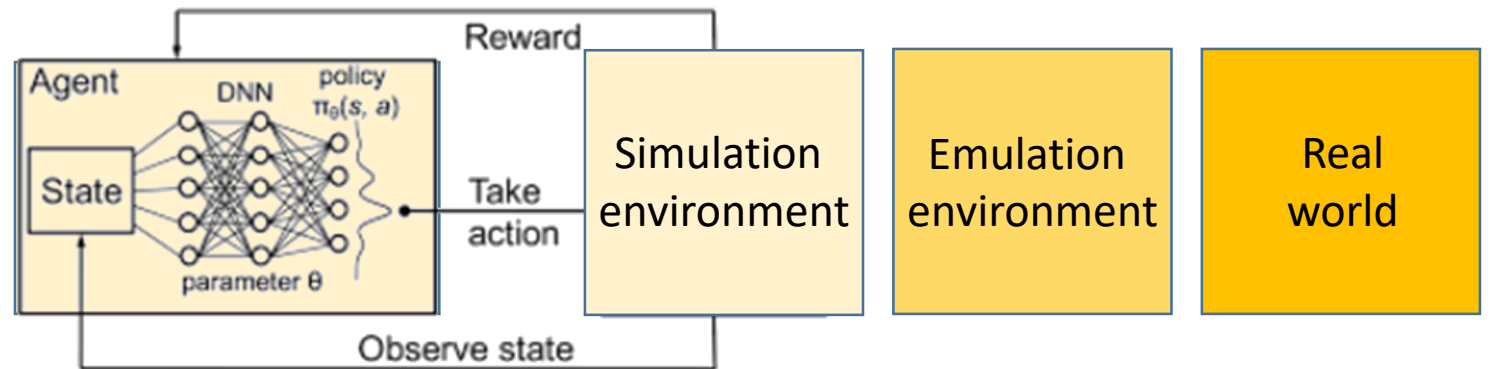 Reward
Agent
DNN
policy
πθ(s, a)
State
parameter θ
Take
action
Observe state
Simulation
environment
Emulation
environment
Real
world